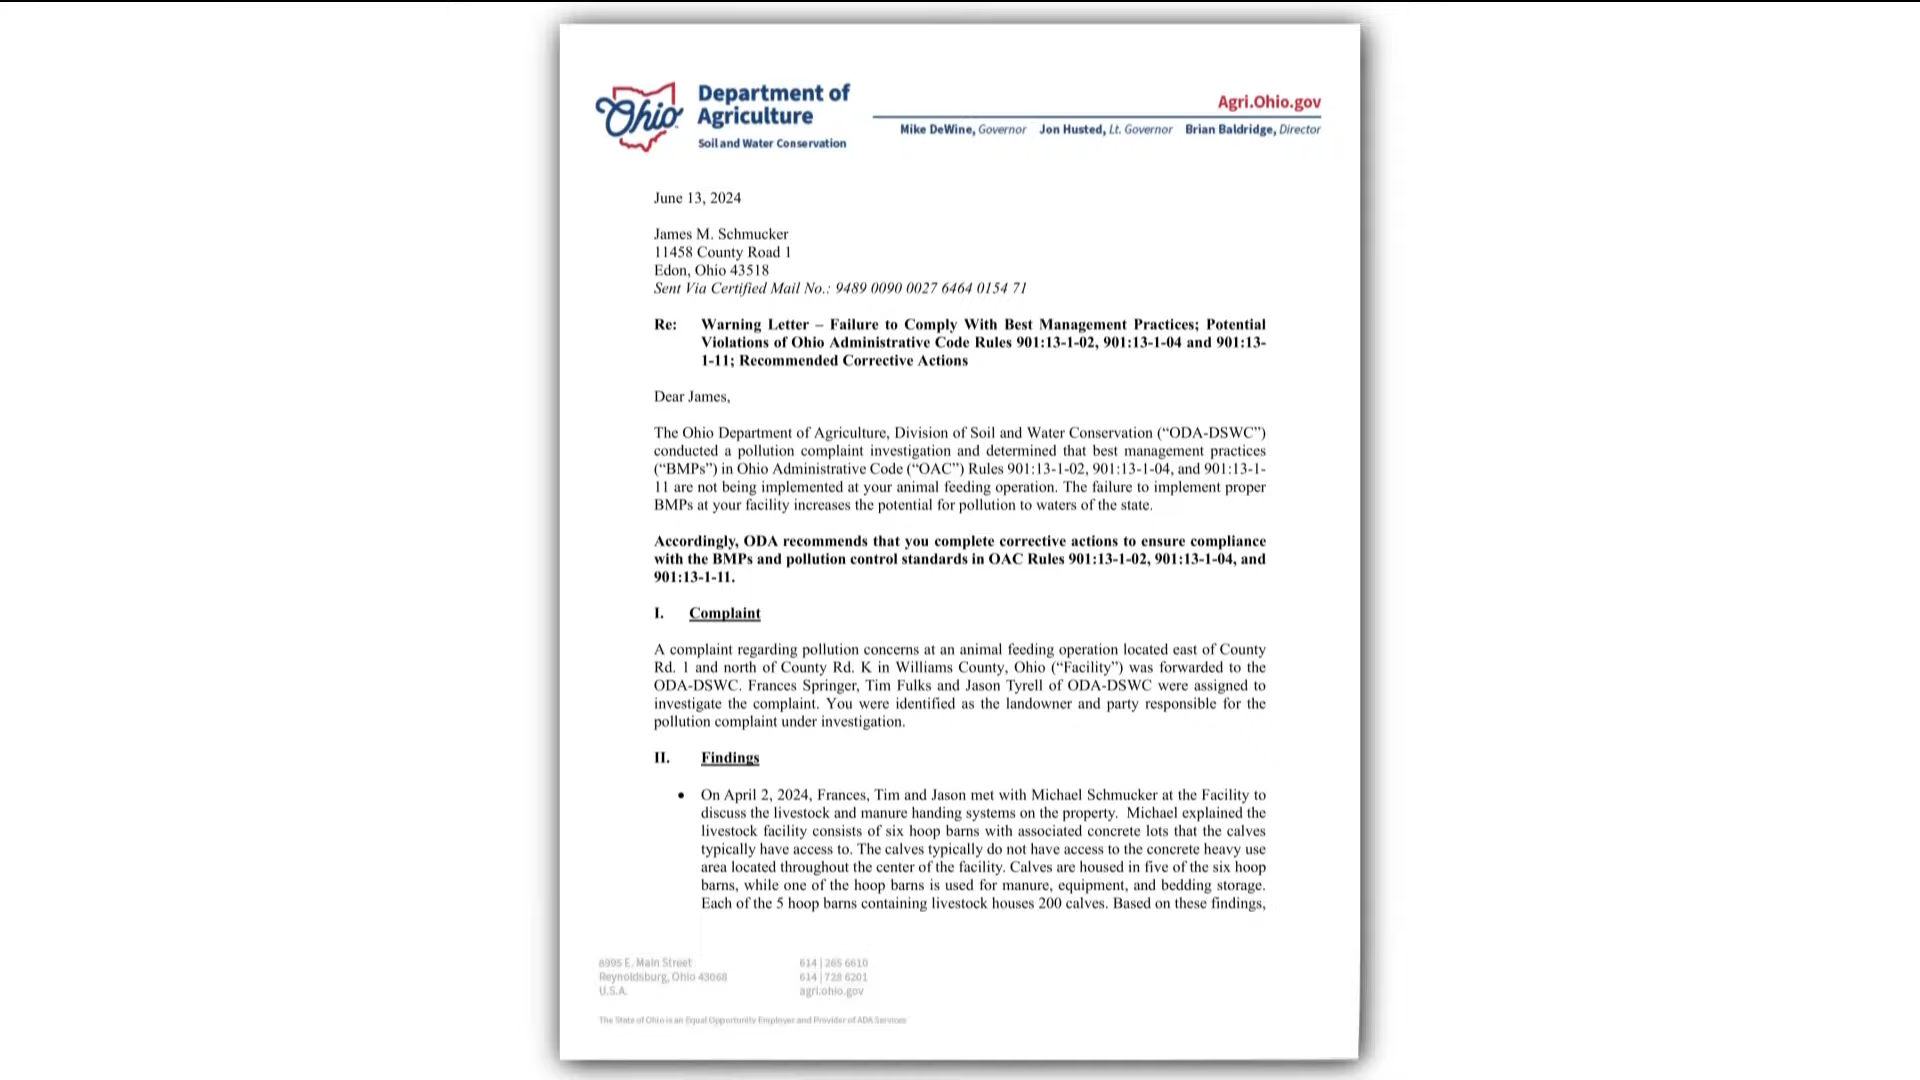 Ohio
Department of
Agriculture
Soil and Water Conservation
Agri.Ohio.gov
Mike DeWine, Governor Jon Husted, Lt. Governor Brian Baldridge, Director
June 13, 2024
James M. Schmucker
11458 County Road 1
Edon, Ohio 43518
Sent Via Certified Mail No.: 9489 0090 0027 6464 0154 71
Re: Warning Letter – Failure to Comply With Best Management Practices; Potential
Violations of Ohio Administrative Code Rules 901:13-1-02, 901:13-1-04 and 901:13-
1-11; Recommended Corrective Actions
Dear James,
The Ohio Department of Agriculture, Division of Soil and Water Conservation (“ODA-DSWC”)
conducted a pollution complaint investigation and determined that best management practices
(“BMPs”) in Ohio Administrative Code (“OAC”) Rules 901:13-1-02, 901:13-1-04, and 901:13-1-
11 are not being implemented at your animal feeding operation. The failure to implement proper
BMPs at your facility increases the potential for pollution to waters of the state.
Accordingly, ODA recommends that you complete corrective actions to ensure compliance
with the BMPs and pollution control standards in OAC Rules 901:13-1-02, 901:13-1-04, and
901:13-1-11.
I. Complaint
A complaint regarding pollution concerns at an animal feeding operation located east of County
Rd. 1 and north of County Rd. K in Williams County, Ohio (“Facility”) was forwarded to the
ODA-DSWC. Frances Springer, Tim Fulks and Jason Tyrell of ODA-DSWC were assigned to
investigate the complaint. You were identified as the landowner and party responsible for the
pollution complaint under investigation.
II. Findings
• On April 2, 2024, Frances, Tim and Jason met with Michael Schmucker at the Facility to
discuss the livestock and manure handing systems on the property. Michael explained the
livestock facility consists of six hoop barns with associated concrete lots that the calves
typically have access to. The calves typically do not have access to the concrete heavy use
area located throughout the center of the facility. Calves are housed in five of the six hoop
barns, while one of the hoop barns is used for manure, equipment, and bedding storage.
Each of the 5 hoop barns containing livestock houses 200 calves. Based on these findings,
8995 E. Main Street
Reynoldsburg, Ohio 43068
U.S.A.
614 | 265 6610
614 | 728 6201
agri.ohio.gov
The State of Ohio is an Equal Opportunity Employer and Provider of ADA Services